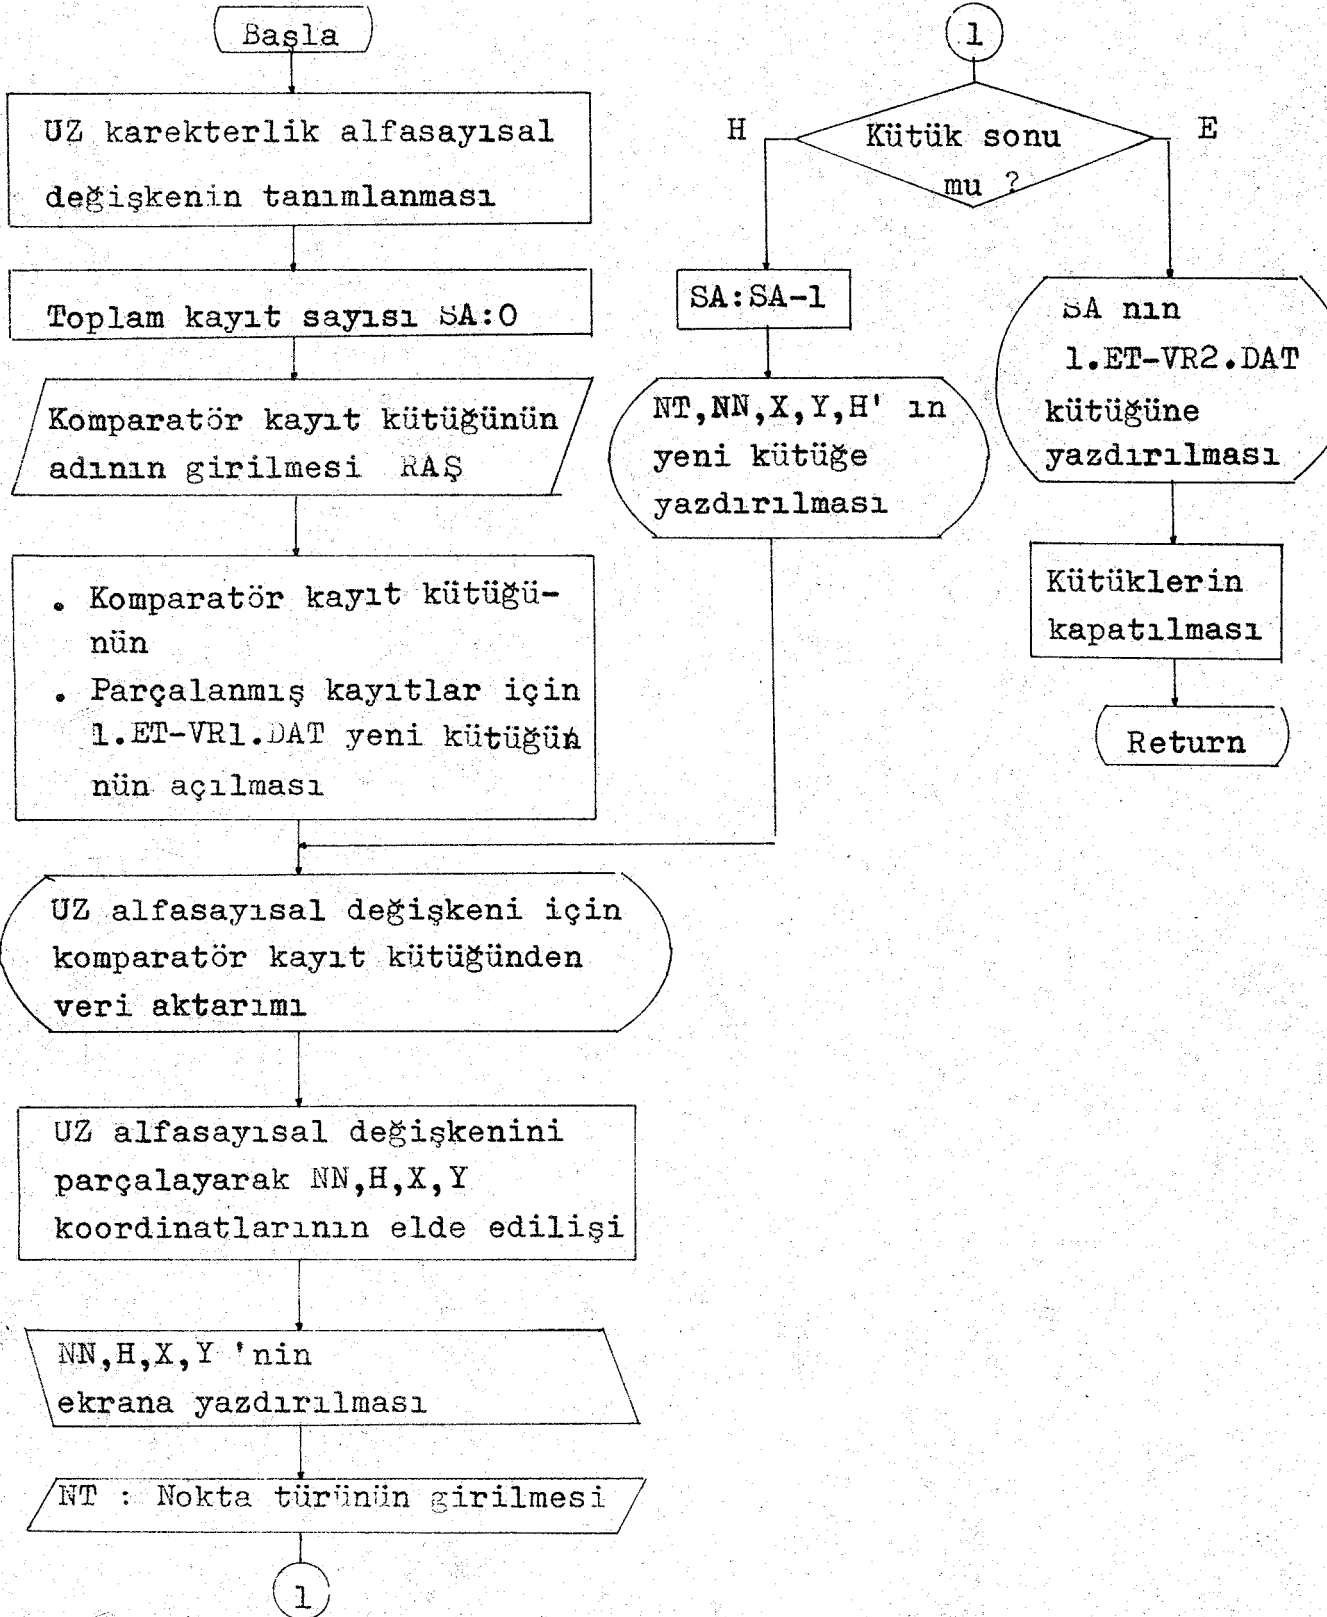 Başla
UZ karekterlik alfasayısal
değişkenin tanımlanması
Toplam kayıt sayısı SA:0
Komparatör kayıt kütüğünün
adının girilmesi RAŞ
. Komparatör kayıt kütüğü-
nün
. Parçalanmış kayıtlar için
1.ET-VR1.DAT yeni kütüğün
nün açılması
UZ alfasayısal değişkeni için
komparatör kayıt kütüğünden
veri aktarımı
UZ alfasayısal değişkenini
parçalayarak NN,H,X,Y
koordinatlarının elde edilişi
NN,H,X,Y 'nin
ekrana yazdırılması
NT : Nokta türünün girilmesi
1
1
H
Kütük sonu
mu ?
E
SA:SA-1
NT,NN,X,Y,H' ın
yeni kütüğe
yazdırılması
SA nın
1.ET-VR2.DAT
kütüğüne
yazdırılması
Kütüklerin
kapatılması
Return